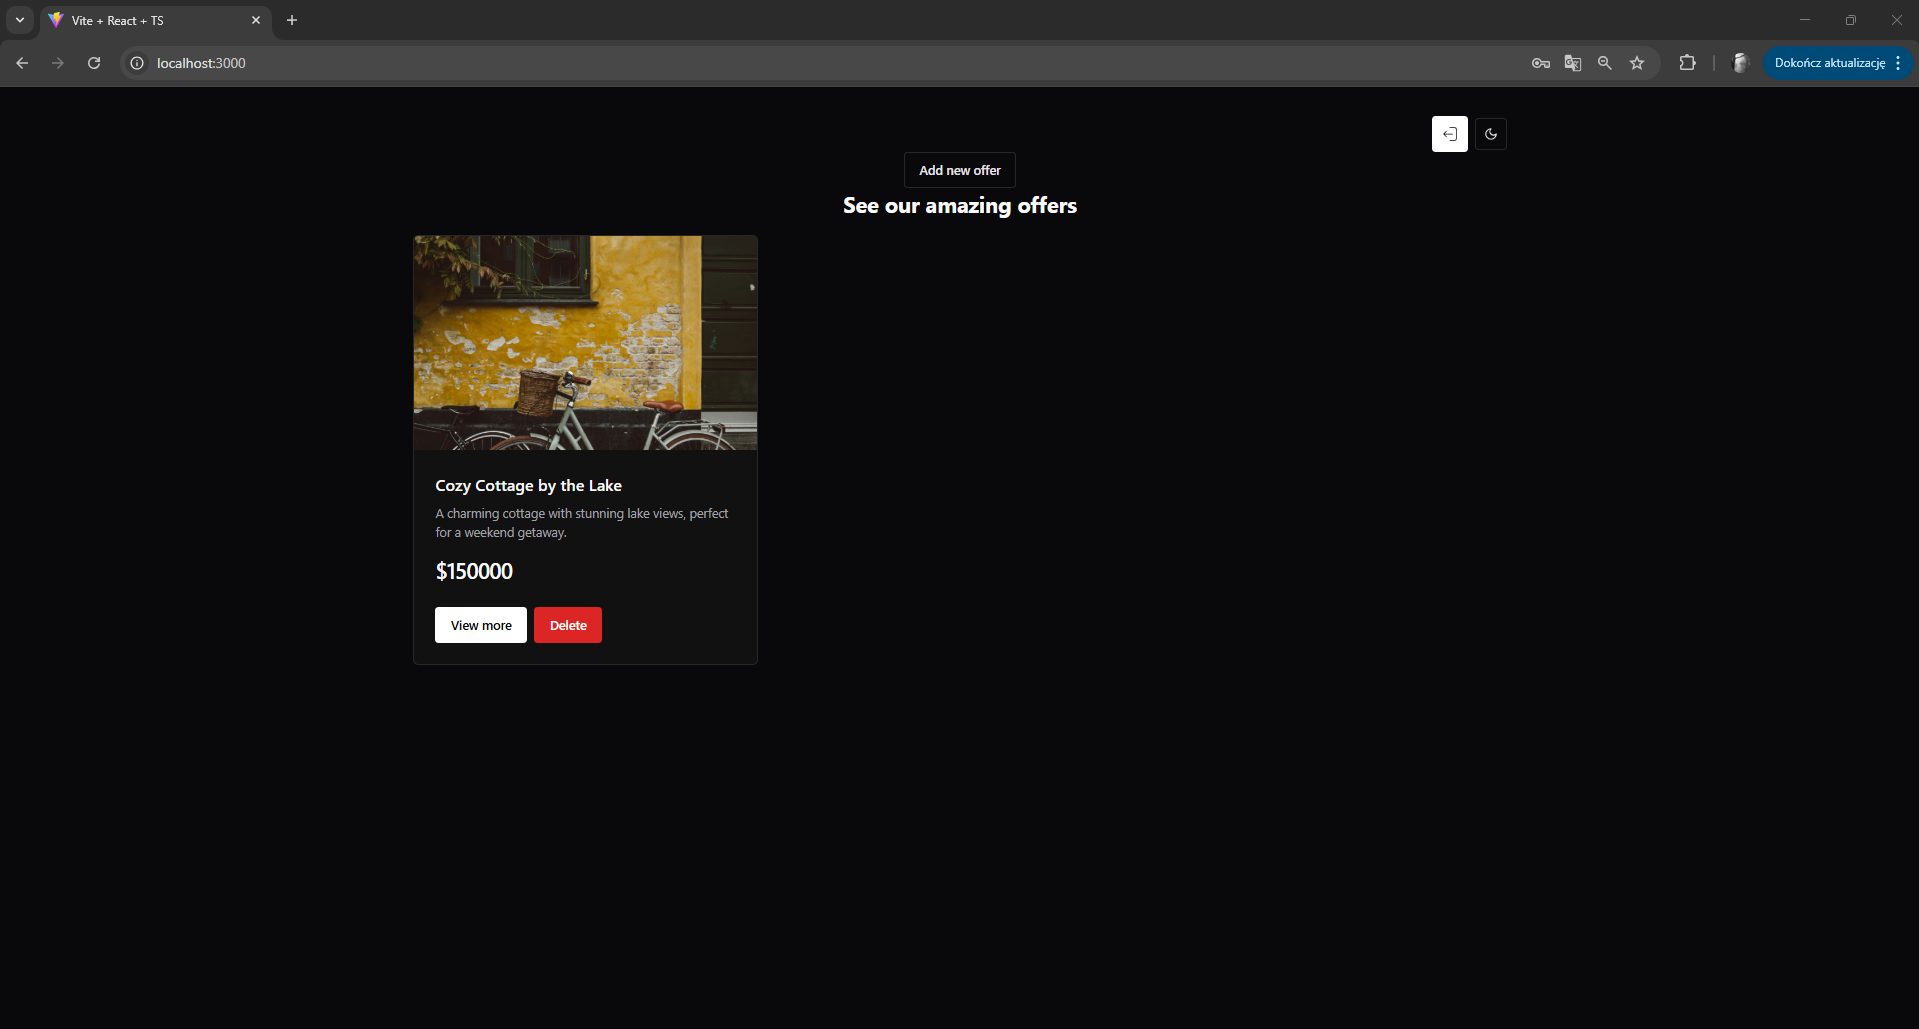 Vite + React + TS
localhost:3000
Dokończ aktualizację
Add new offer
See our amazing offers
Cozy Cottage by the Lake
A charming cottage with stunning lake views, perfect
for a weekend getaway.
$150000
View more
Delete